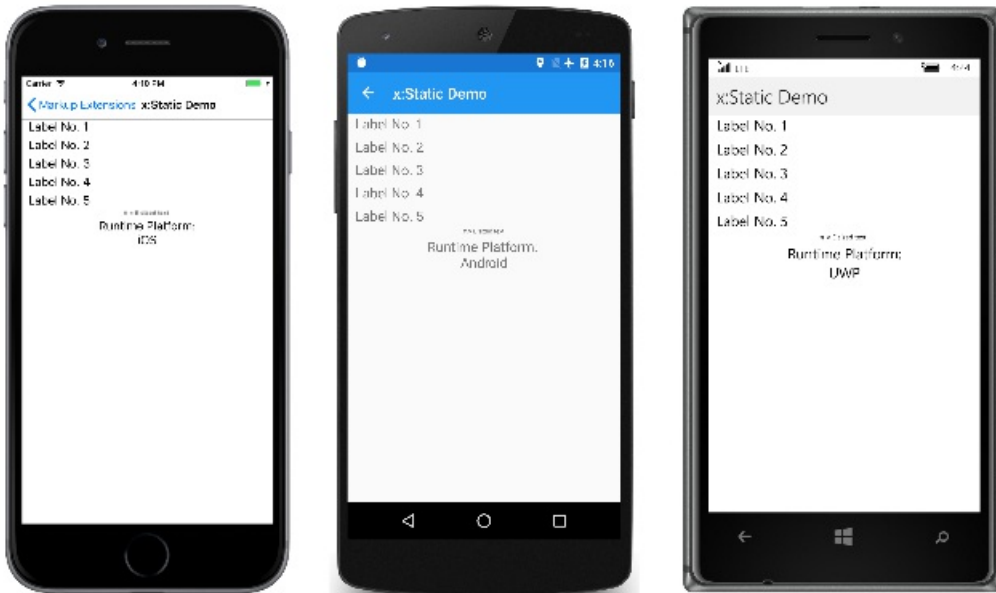 Carrier 4:10 PM
Markup Extensions x:Static Demo
Label No. 1
Label No. 2
Label No. 3
Label No. 4
Label No. 5
Runtime Platform:
iOS
4:16
x:Static Demo
Label No. 1
Label No. 2
Label No. 3
Label No. 4
Label No. 5
Runtime Platform:
Android
LTE 4:24
x:Static Demo
Label No. 1
Label No. 2
Label No. 3
Label No. 4
Label No. 5
Runtime Platform:
UWP